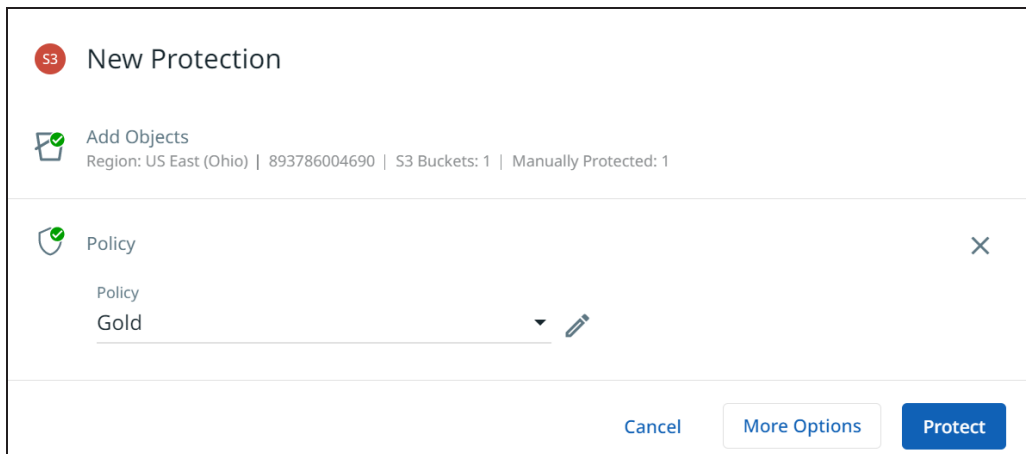 S3 New Protection
Add Objects
Region: US East (Ohio) | 893786004690 | S3 Buckets: 1 | Manually Protected: 1
Policy
Policy
Gold
Cancel More Options Protect